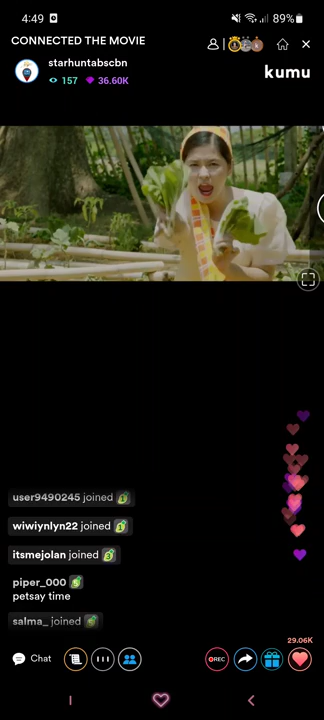 4:49
89%
CONNECTED THE MOVIE
starhuntabscbn
157
36.60K
kumu
user9490245 joined
wiwiynlyn22 joined
itsmejolan joined
piper_000
petsay time
salma_ joined
29.06K
Chat
REC